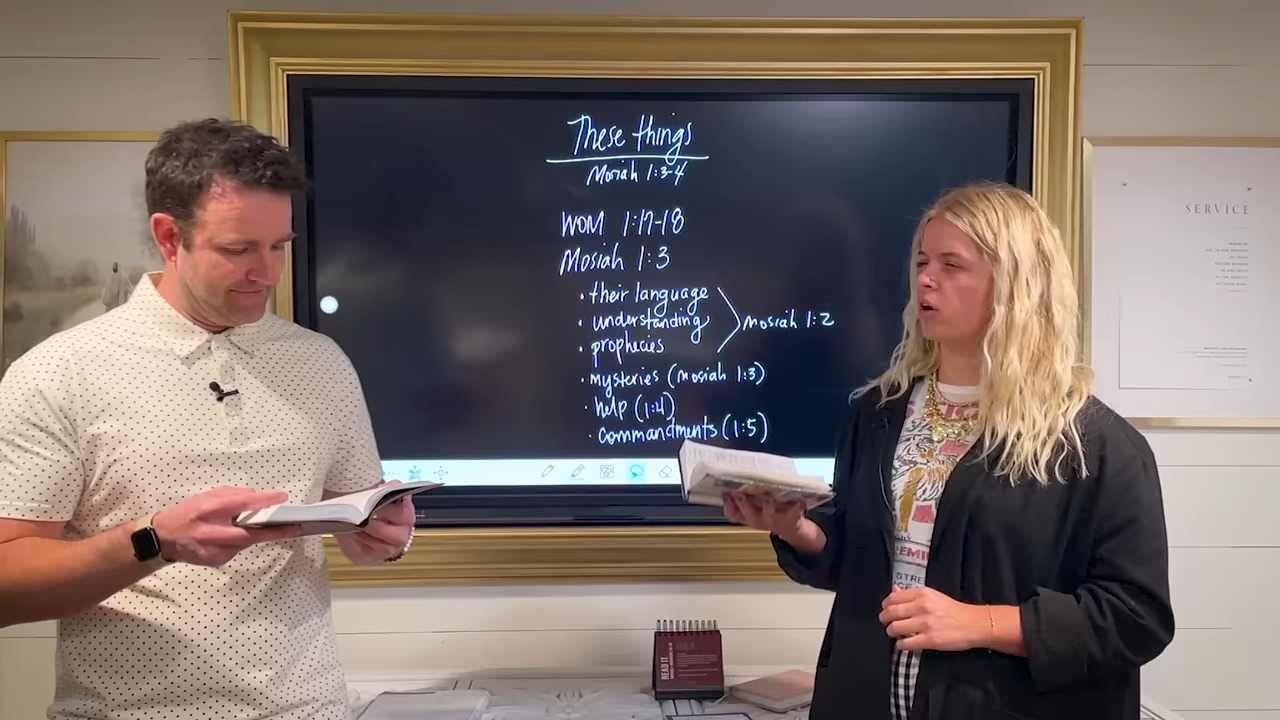 These things
Mosiah 1:3-4
WOM 1:17-18
Mosiah 1:3
• their language
• understanding
• prophecies
Mosiah 1:2
• mysteries (Mosiah 1:3)
• help (1:4)
• commandments (1:5)
SERVICE
READ IT